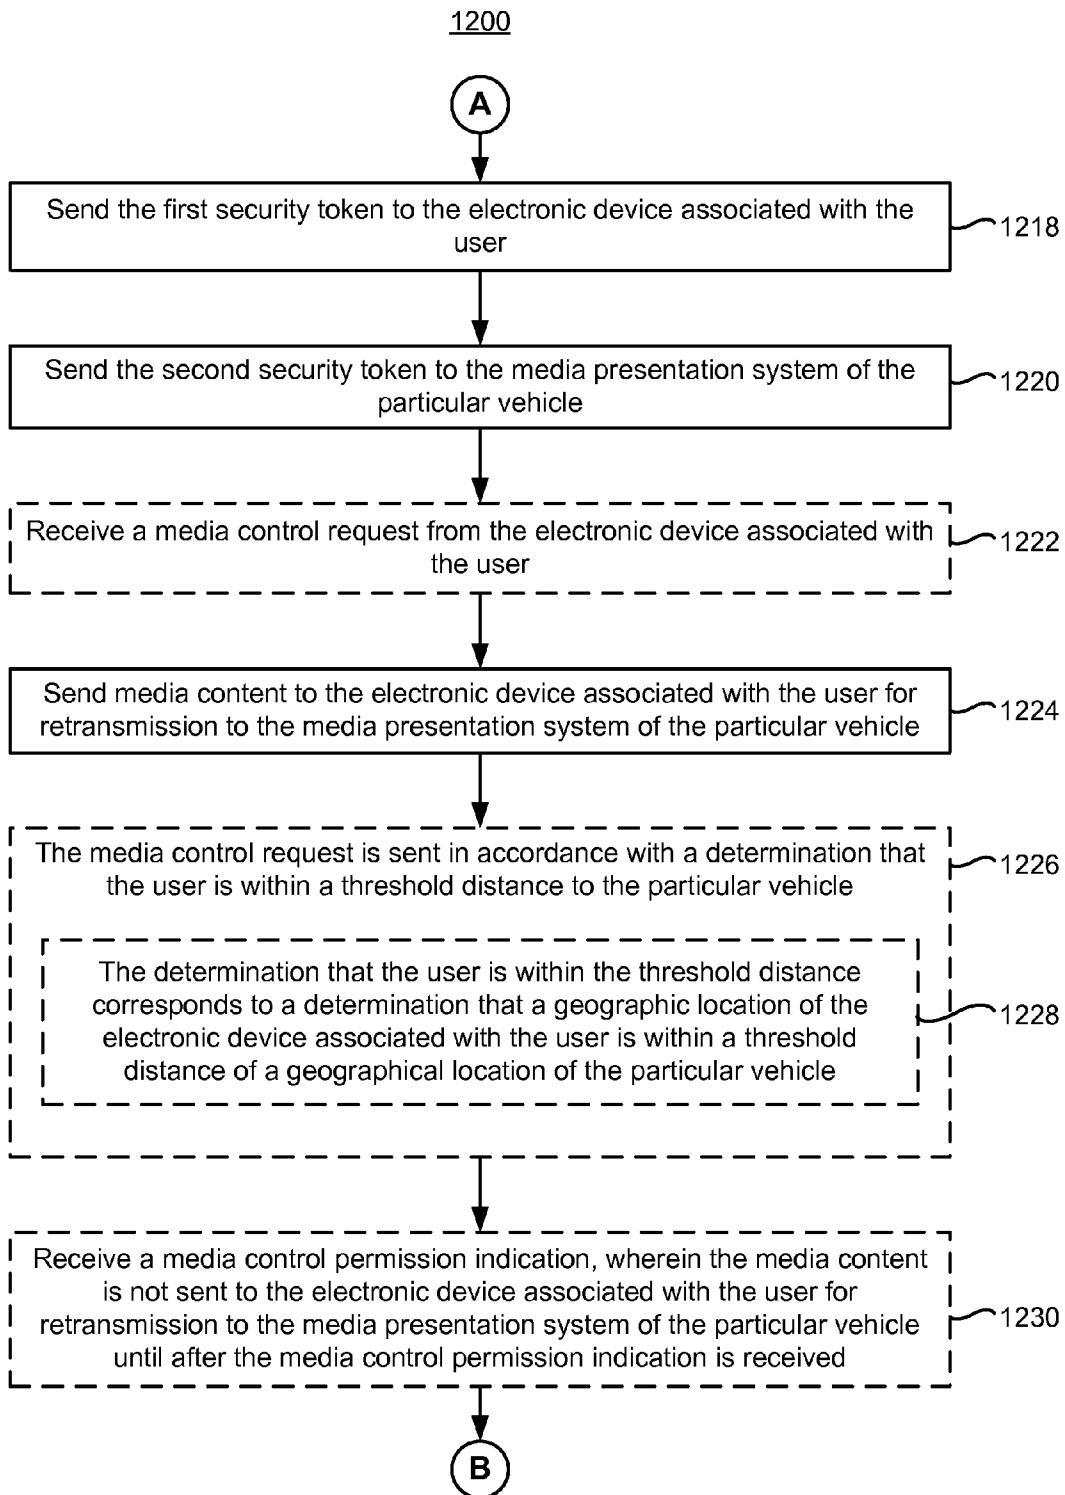 1200
A
Send the first security token to the electronic device associated with the
user
1218
Send the second security token to the media presentation system of the
particular vehicle
1220
Receive a media control request from the electronic device associated with
the user
1222
Send media content to the electronic device associated with the user for
retransmission to the media presentation system of the particular vehicle
1224
The media control request is sent in accordance with a determination that
the user is within a threshold distance to the particular vehicle
1226
The determination that the user is within the threshold distance
corresponds to a determination that a geographic location of the
electronic device associated with the user is within a threshold
distance of a geographical location of the particular vehicle
1228
Receive a media control permission indication, wherein the media content
is not sent to the electronic device associated with the user for
retransmission to the media presentation system of the particular vehicle
until after the media control permission indication is received
1230
B